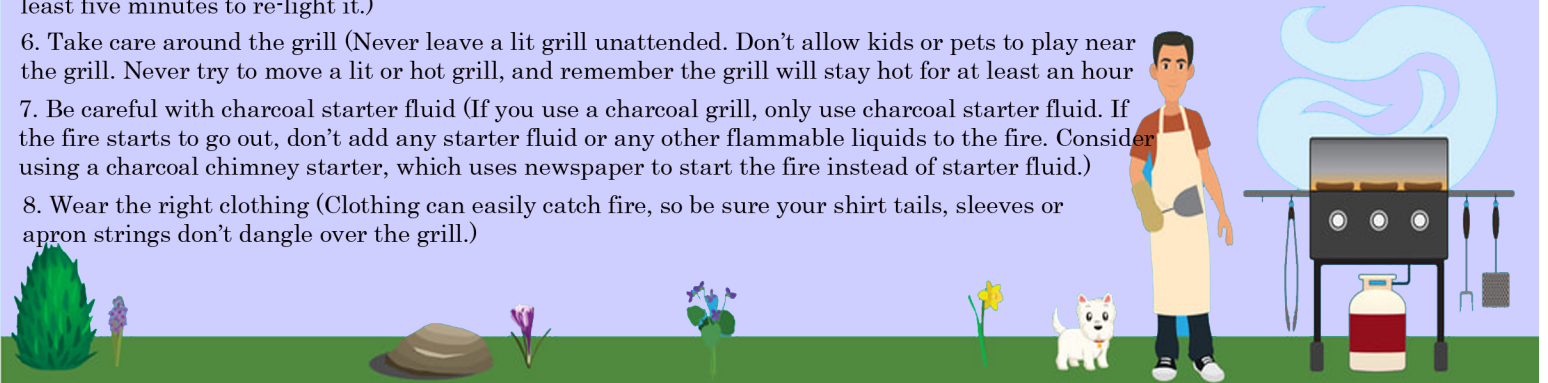 least five minutes to re-light it.)
6. Take care around the grill (Never leave a lit grill unattended. Don’t allow kids or pets to play near
the grill. Never try to move a lit or hot grill, and remember the grill will stay hot for at least an hour
7. Be careful with charcoal starter fluid (If you use a charcoal grill, only use charcoal starter fluid. If
the fire starts to go out, don’t add any starter fluid or any other flammable liquids to the fire. Consider
using a charcoal chimney starter, which uses newspaper to start the fire instead of starter fluid.)
8. Wear the right clothing (Clothing can easily catch fire, so be sure your shirt tails, sleeves or
apron strings don’t dangle over the grill.)